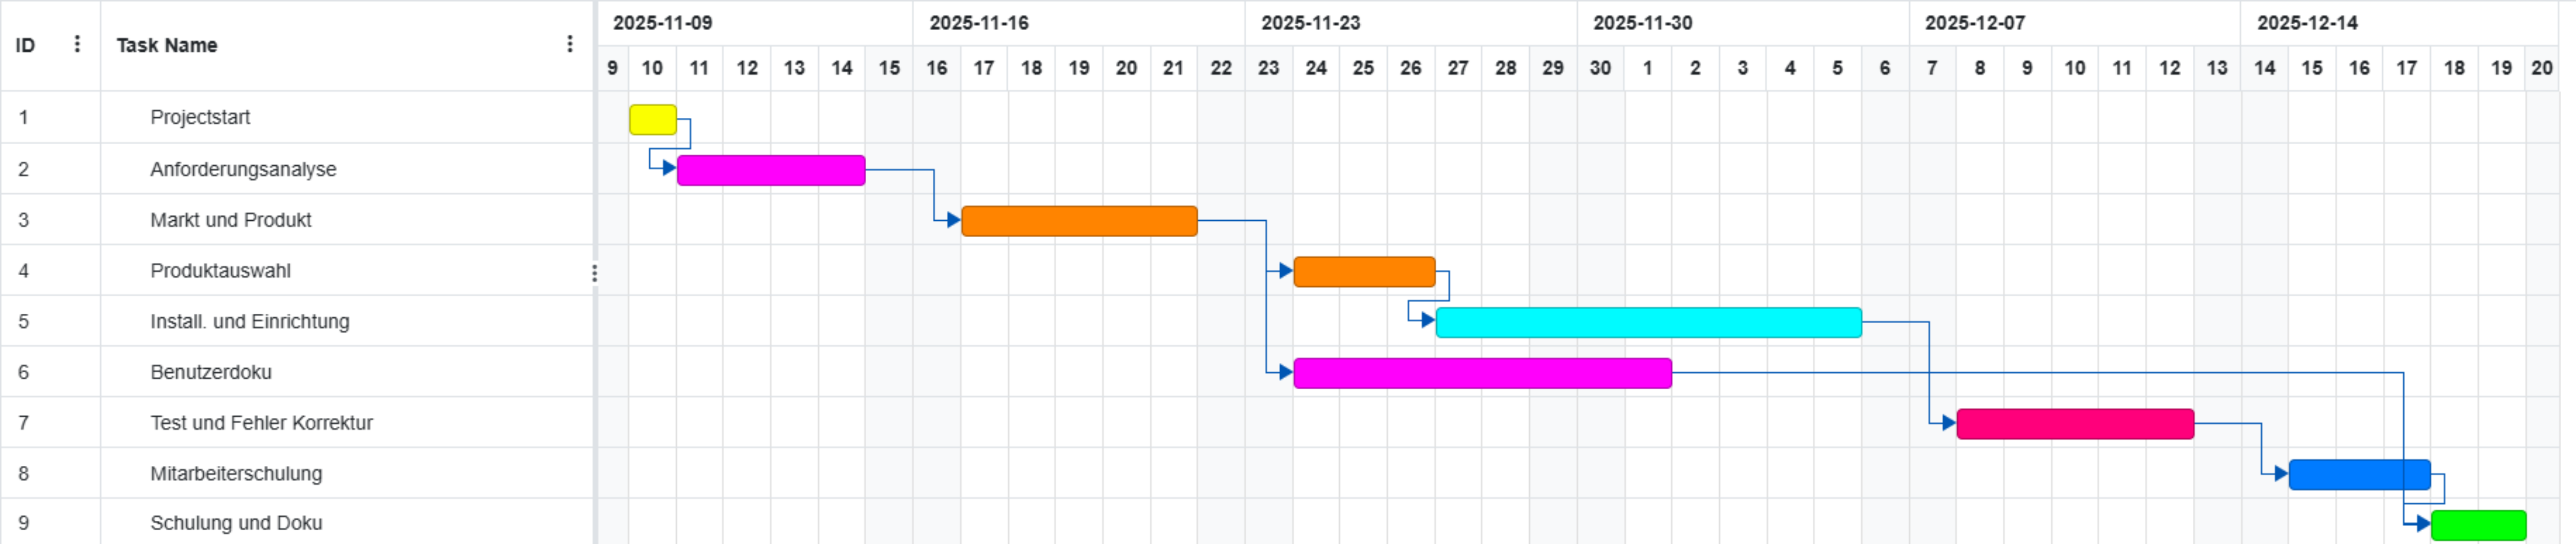 2025-11-09 2025-11-16 2025-11-23 2025-11-30 2025-12-07 2025-12-14
ID Task Name
9 10 11 12 13 14 15 16 17 18 19 20 21 22 23 24 25 26 27 28 29 30 1 2 3 4 5 6 7 8 9 10 11 12 13 14 15 16 17 18 19 20
1 Projectstart
2 Anforderungsanalyse
3 Markt und Produkt
4 Produktauswahl
5 Install. und Einrichtung
6 Benutzerdoku
7 Test und Fehler Korrektur
8 Mitarbeiterschulung
9 Schulung und Doku